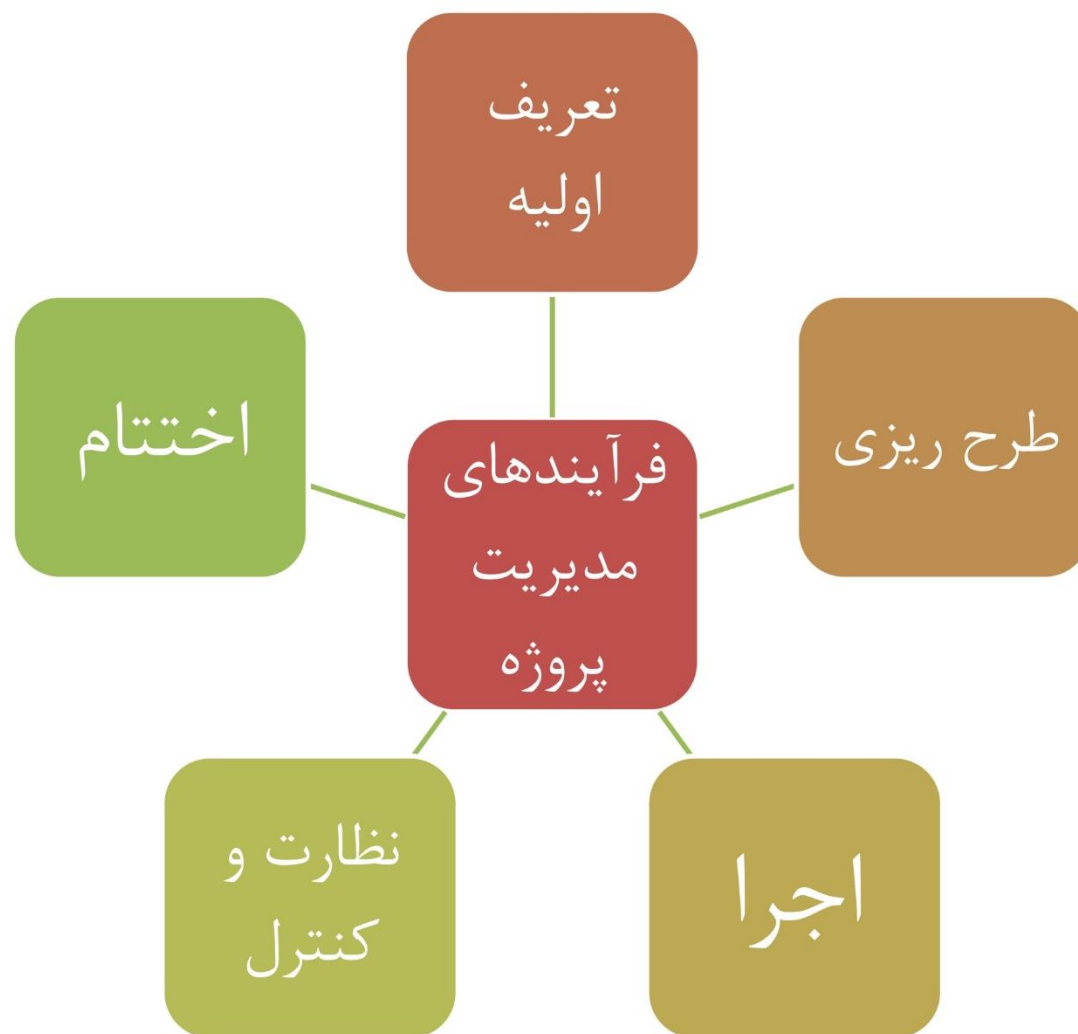 تعریف
اولیه
طرح ریزی
اجرا
نظارت و
کنترل
اختتام
فرآیندهای
مدیریت
پروژه